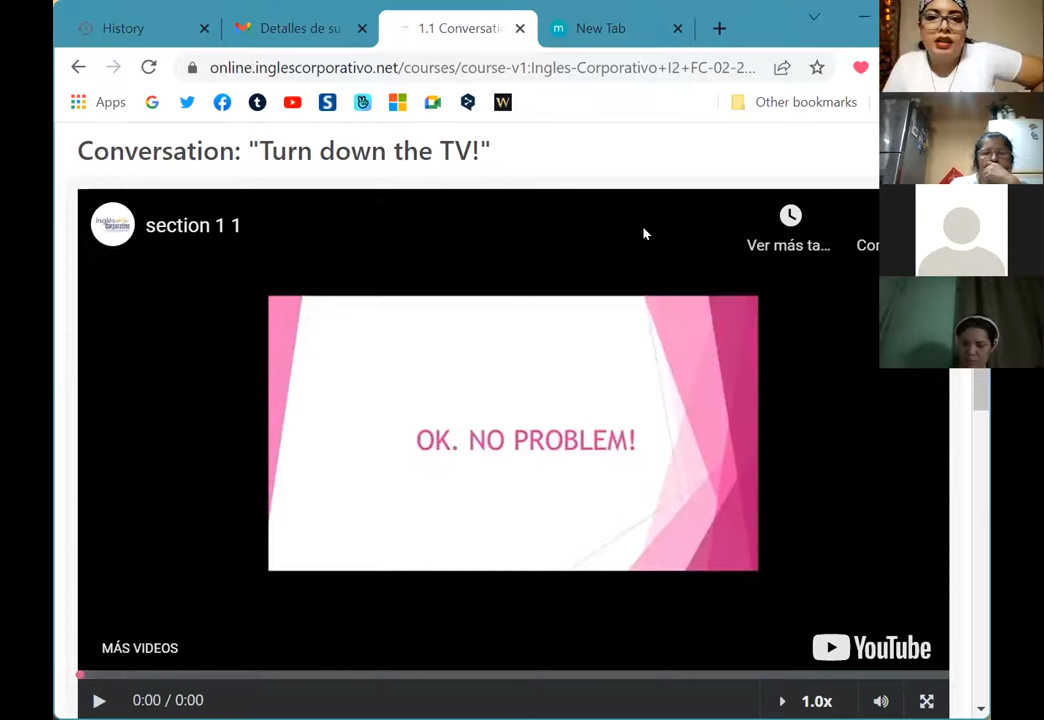 History
Detalles de su
1.1 Conversati
New Tab
online.inglescorporativo.net/courses/course-v1:Ingles-Corporativo+I2+FC-02-2...
Apps
Other bookmarks
Conversation: "Turn down the TV!"
inglés
corporativo
section 1 1
Ver más ta...
Cor
OK. NO PROBLEM!
MÁS VIDEOS
YouTube
0:00 / 0:00
1.0x